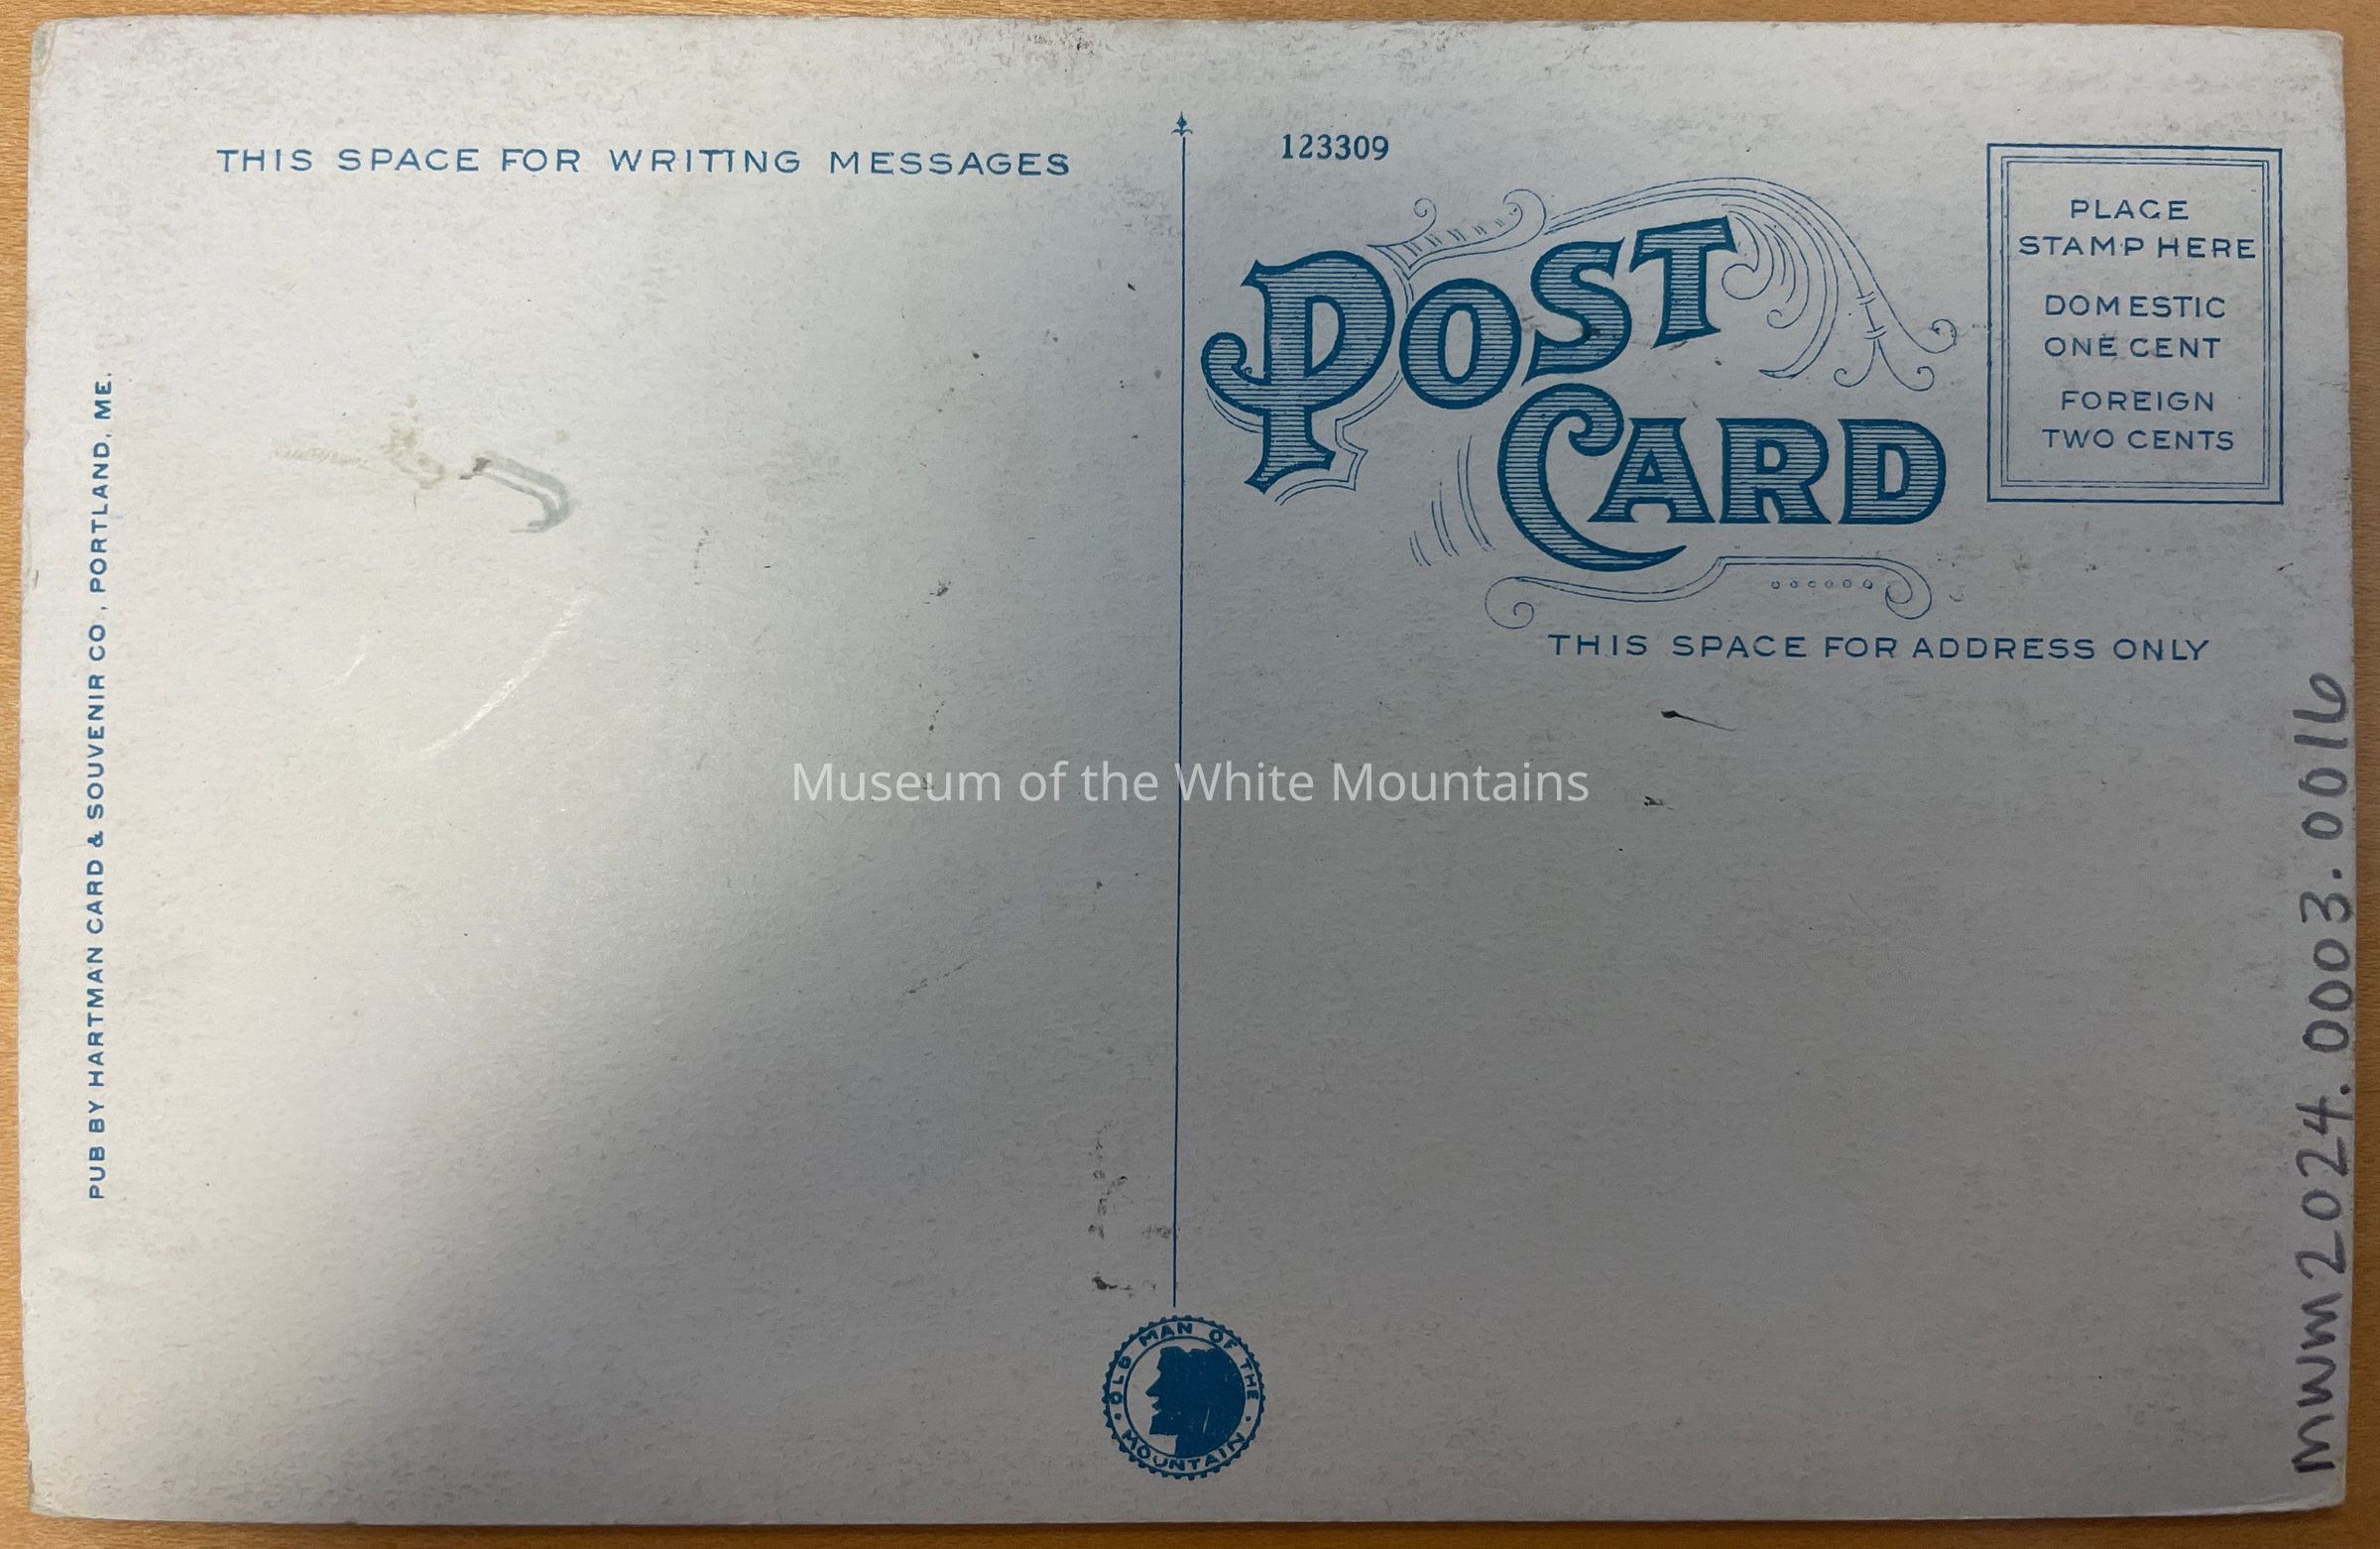 THIS SPACE FOR WRITING MESSAGES
123309
POST
CARD
PLACE
STAMP HERE
DOMESTIC
ONE CENT
FOREIGN
TWO CENTS
THIS SPACE FOR ADDRESS ONLY
PUB BY HARTMAN CARD & SOUVENIR CO., PORTLAND, ME.
Museum of the White Mountains
OLD MAN OF THE
MOUNTAIN
MWM2024.0003.0016